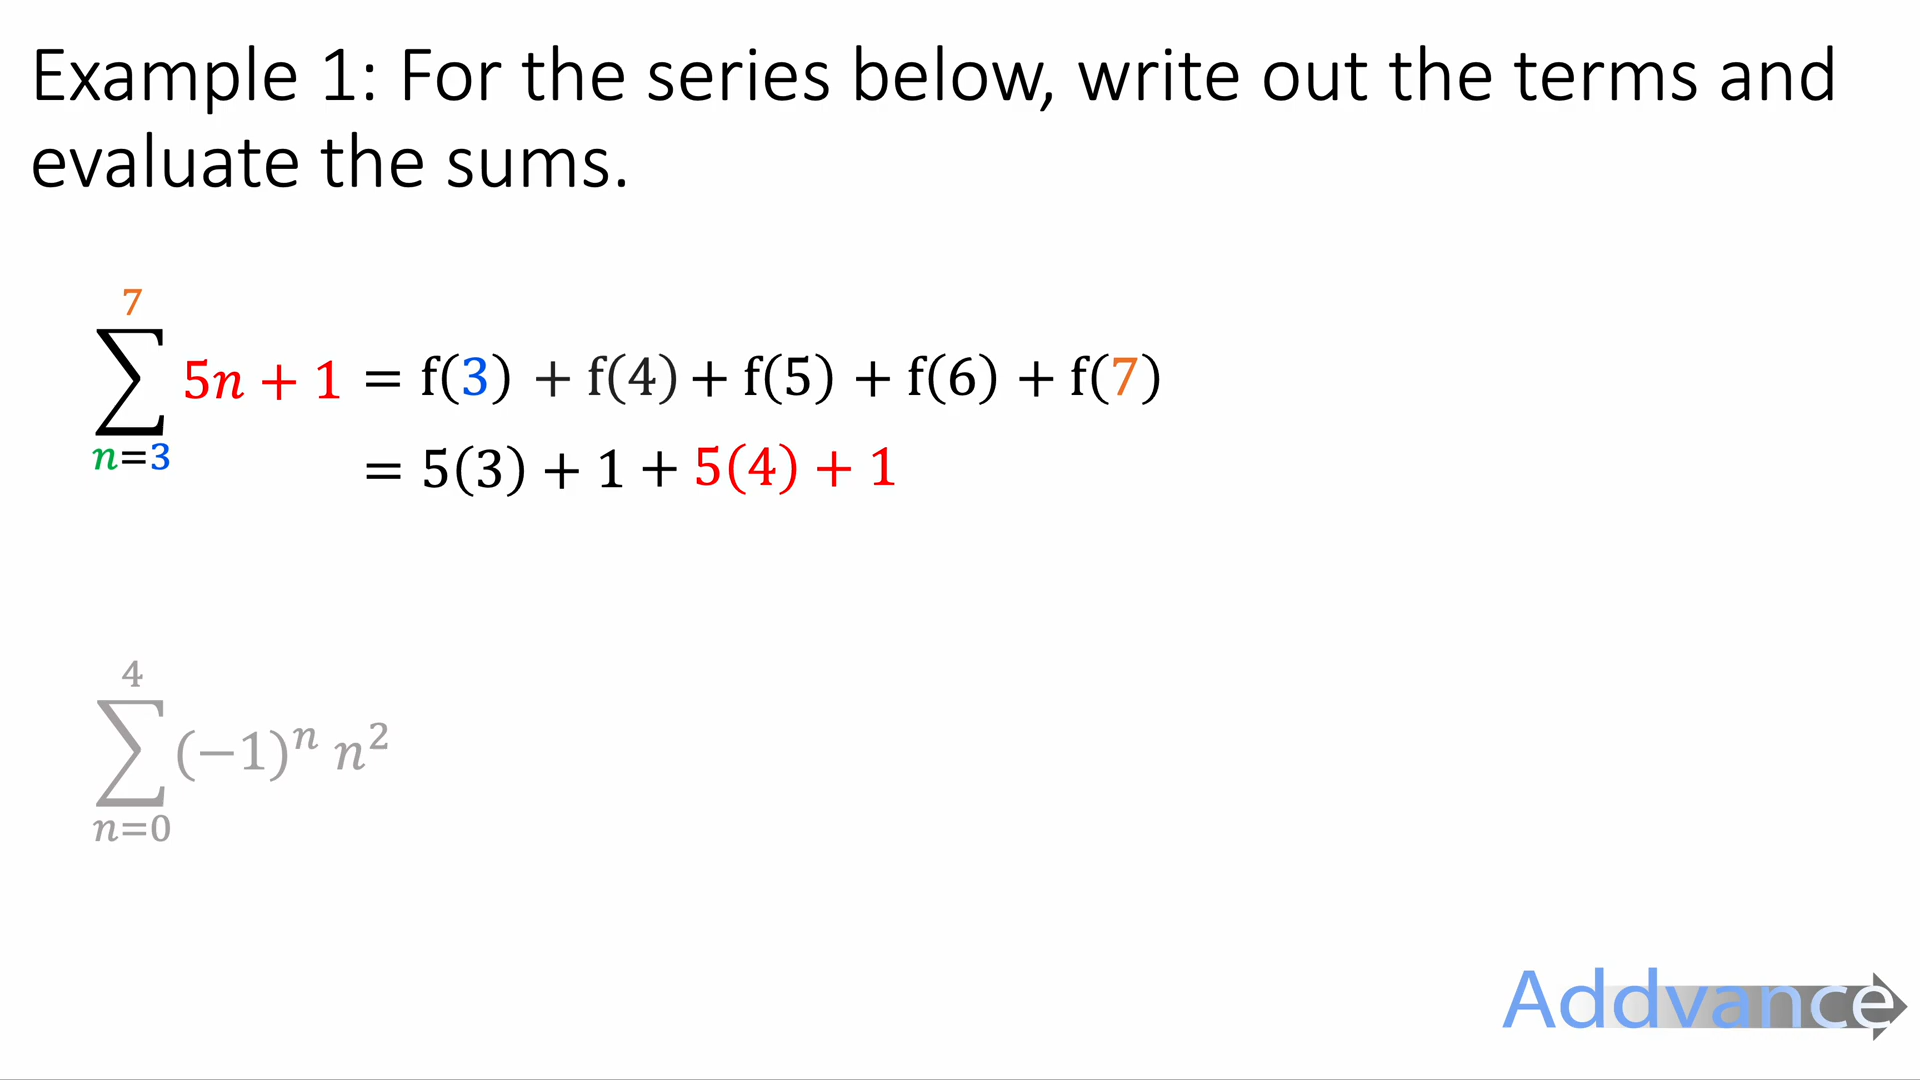 Example 1: For the series below, write out the terms and
evaluate the sums.
7
∑ 5n + 1 = f(3) + f(4) + f(5) + f(6) + f(7)
n=3
= 5(3) + 1 + 5(4) + 1
4
∑ (−1)ⁿ n²
n=0
Addvance